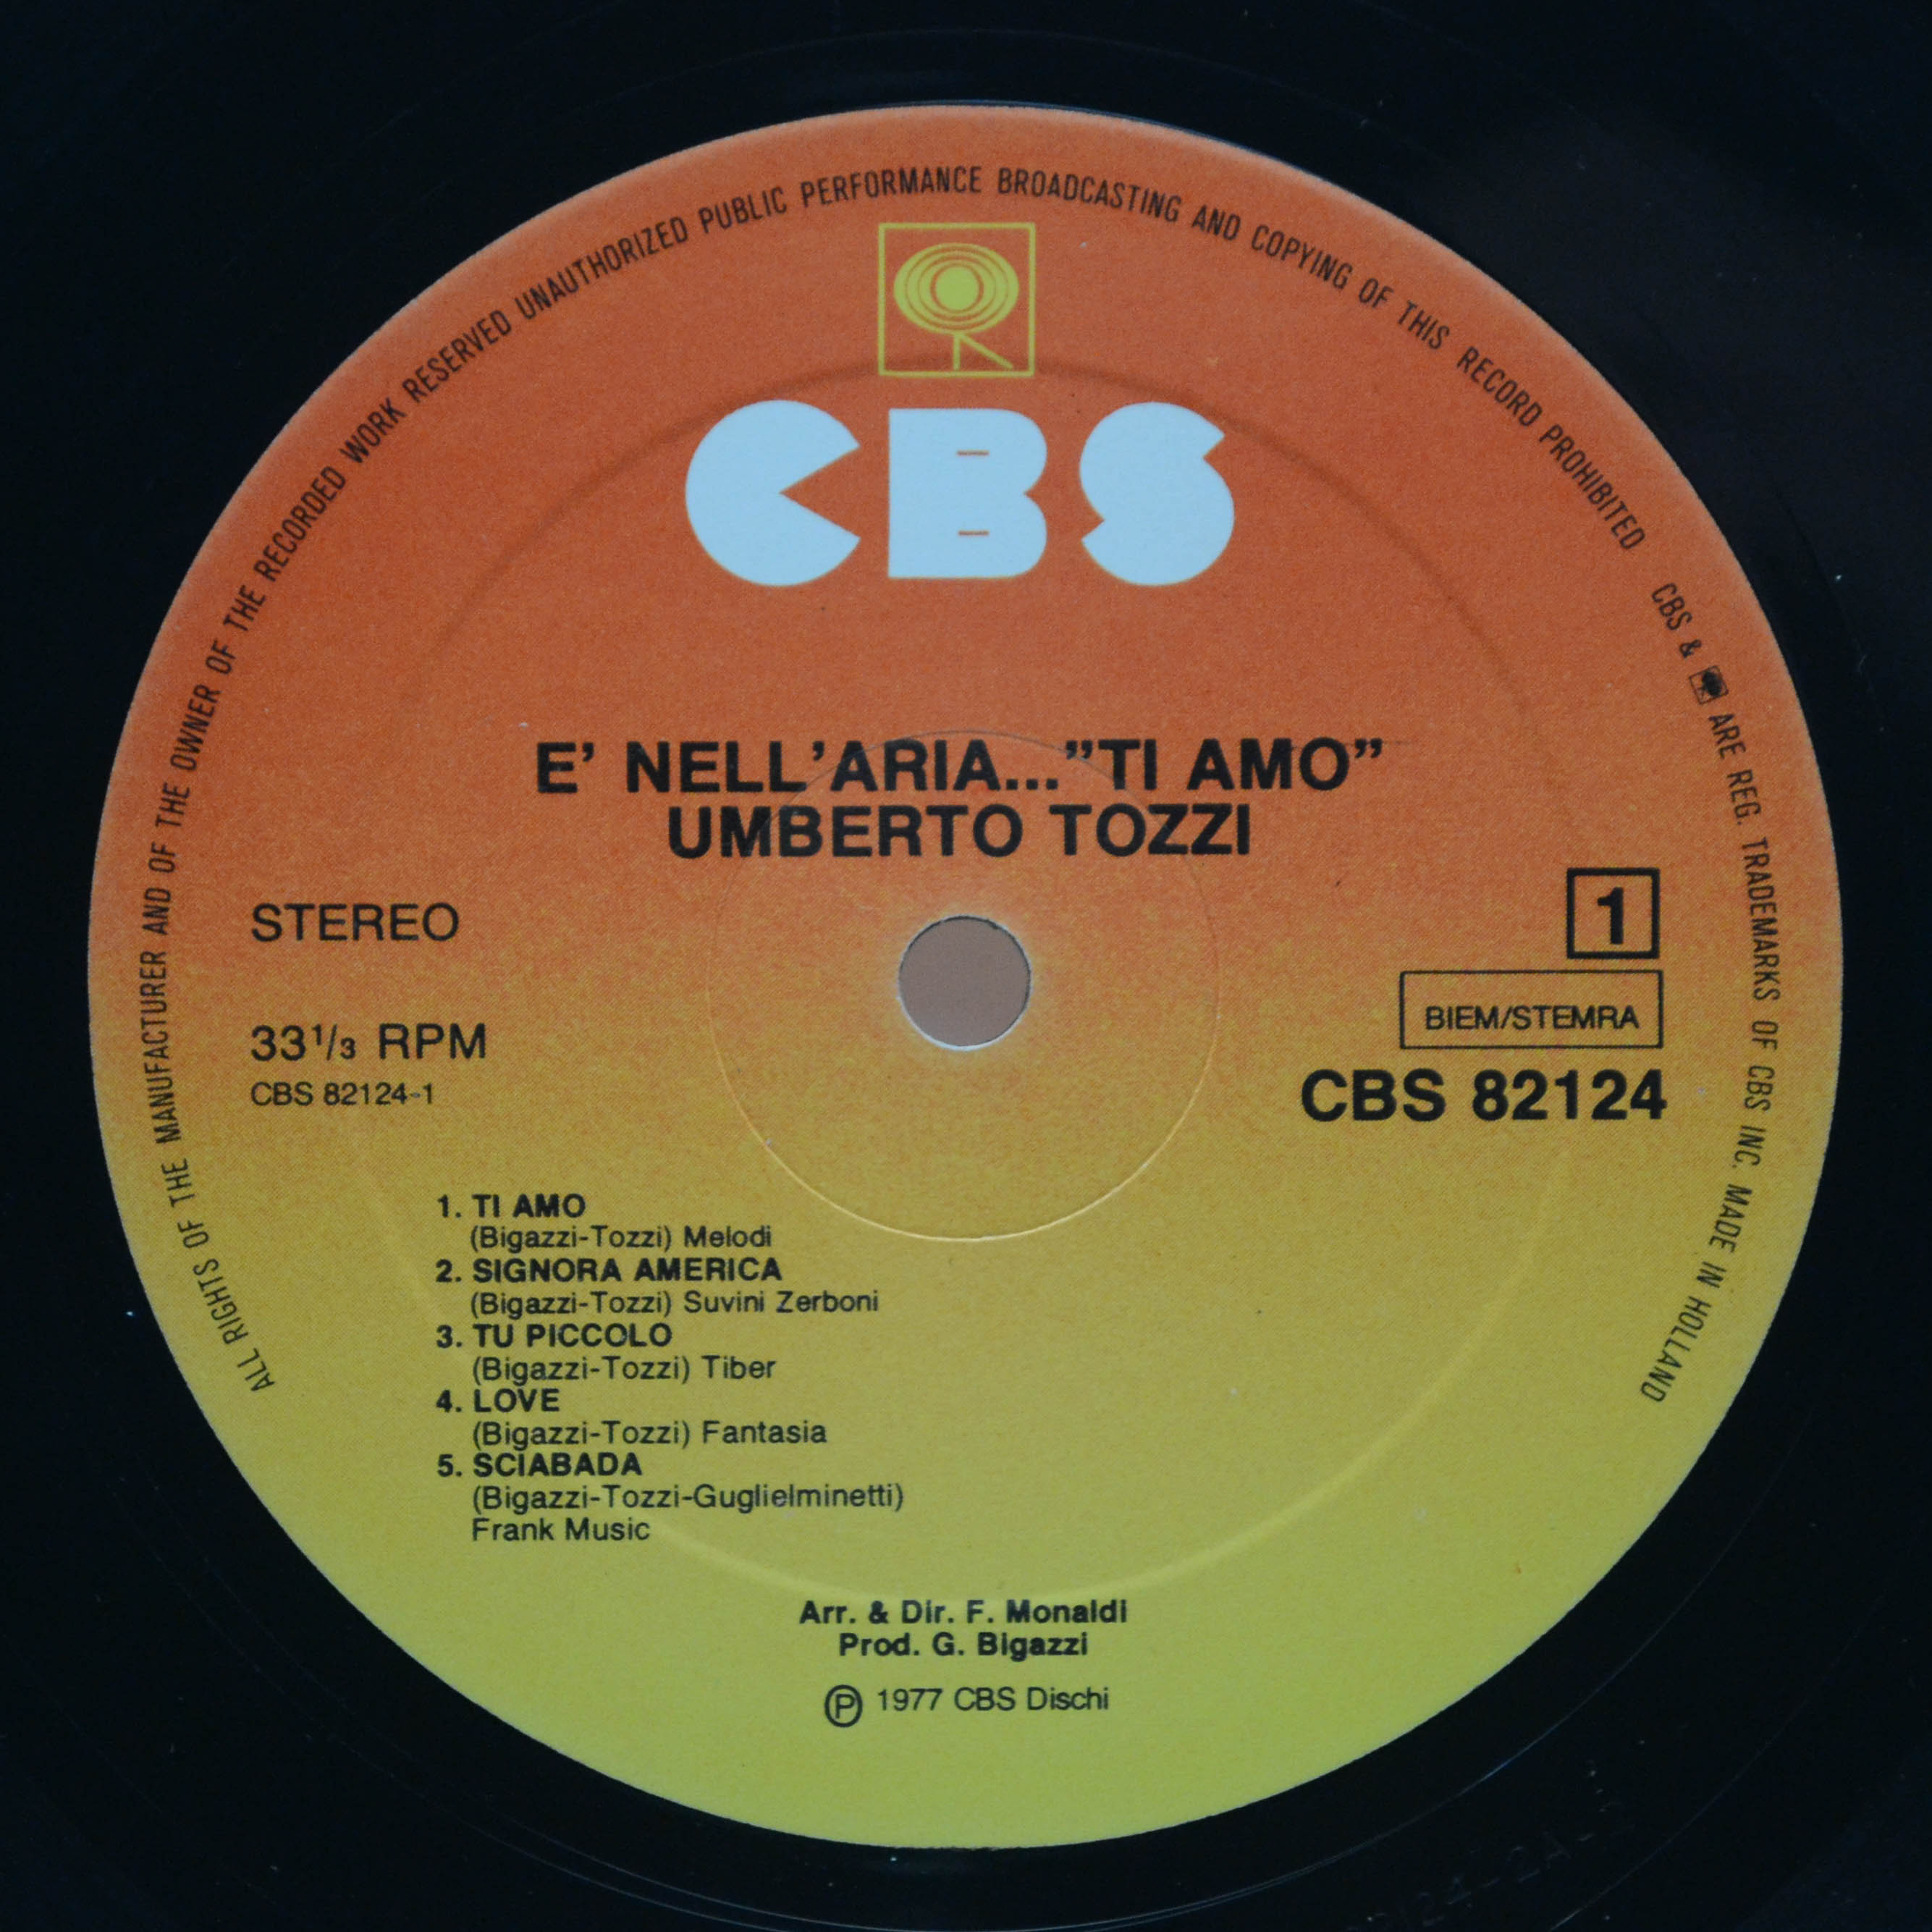 ALL RIGHTS OF THE MANUFACTURER AND OF THE OWNER OF THE RECORDED WORK RESERVED UNAUTHORIZED PUBLIC PERFORMANCE BROADCASTING AND COPYING OF THIS RECORD PROHIBITED CBS & ARE REG. TRADEMARKS OF CBS INC. MADE IN HOLLAND
CBS
E' NELL'ARIA..."TI AMO"
UMBERTO TOZZI
STEREO
1
33 1/3 RPM
BIEM/STEMRA
CBS 82124-1
CBS 82124
1. TI AMO
(Bigazzi-Tozzi) Melodi
2. SIGNORA AMERICA
(Bigazzi-Tozzi) Suvini Zerboni
3. TU PICCOLO
(Bigazzi-Tozzi) Tiber
4. LOVE
(Bigazzi-Tozzi) Fantasia
5. SCIABADA
(Bigazzi-Tozzi-Guglielminetti)
Frank Music
Arr. & Dir. F. Monaldi
Prod. G. Bigazzi
℗ 1977 CBS Dischi